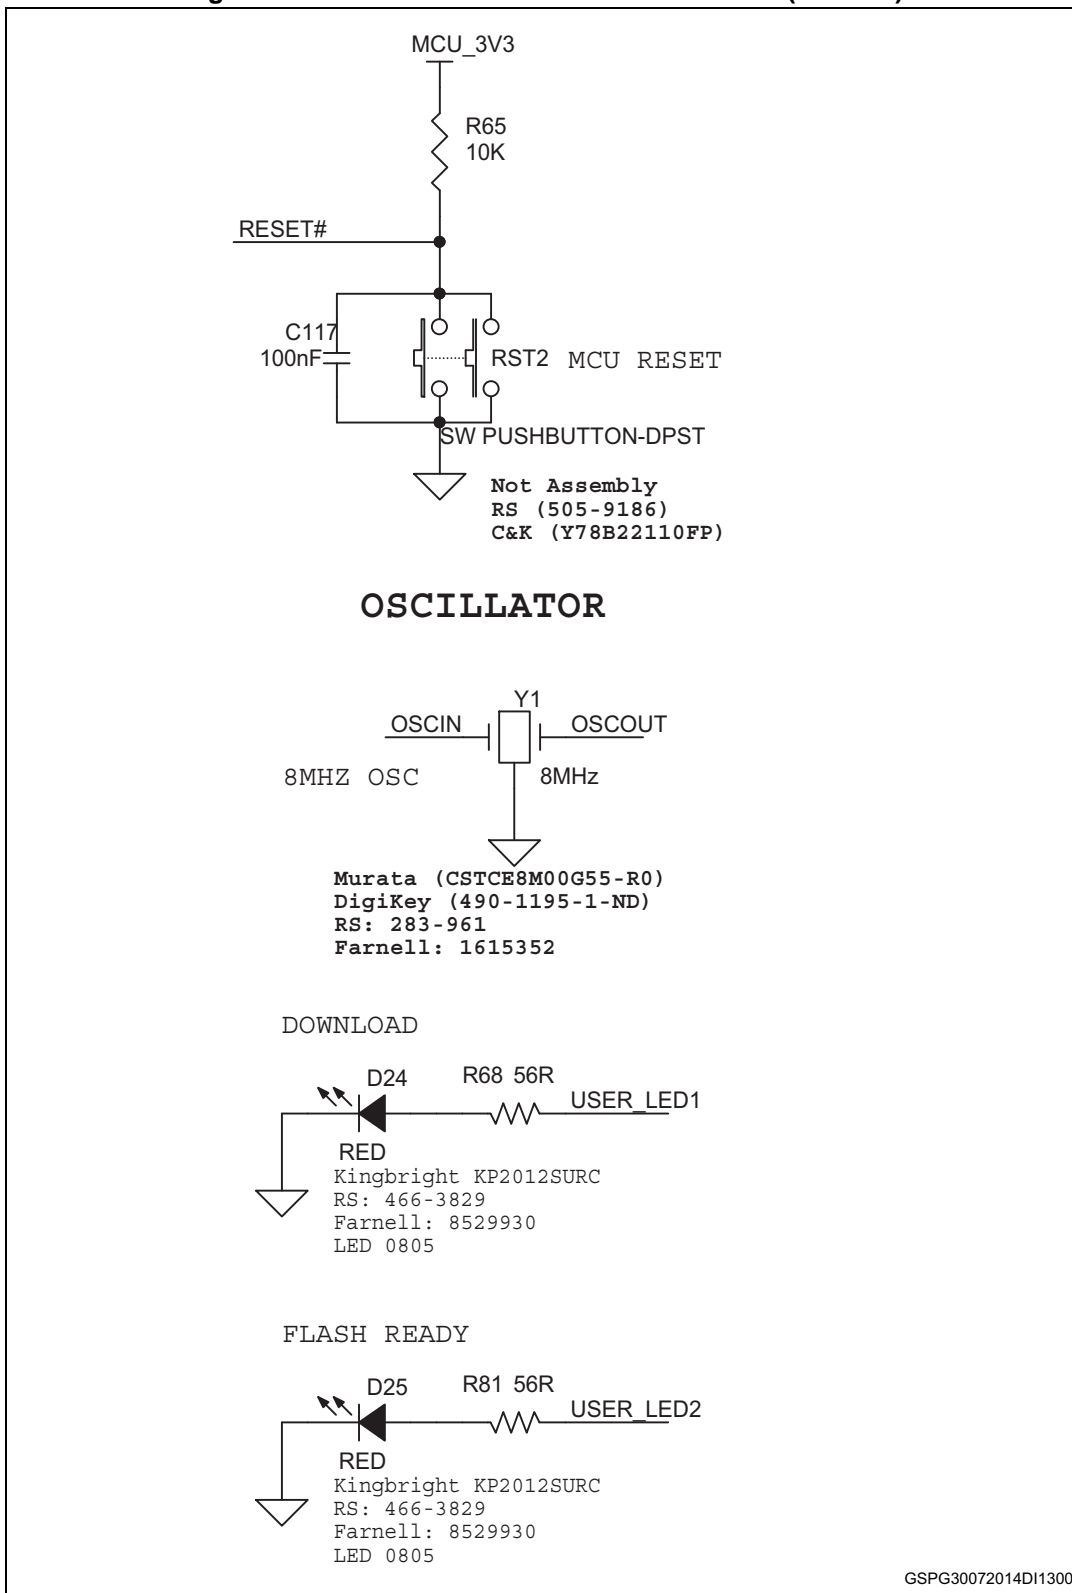 MCU_3V3
R65
10K
RESET#
C117
100nF
RST2 MCU RESET
SW PUSHBUTTON-DPST
Not Assembly
RS (505-9186)
C&K (Y78B22110FP)
OSCILLATOR
Y1
OSCIN OSCOUT
8MHZ OSC 8MHz
Murata (CSTCE8M00G55-R0)
DigiKey (490-1195-1-ND)
RS: 283-961
Farnell: 1615352
DOWNLOAD
D24 R68 56R
USER_LED1
RED
Kingbright KP2012SURC
RS: 466-3829
Farnell: 8529930
LED 0805
FLASH READY
D25 R81 56R
USER_LED2
RED
Kingbright KP2012SURC
RS: 466-3829
Farnell: 8529930
LED 0805
GSPG30072014DI1300